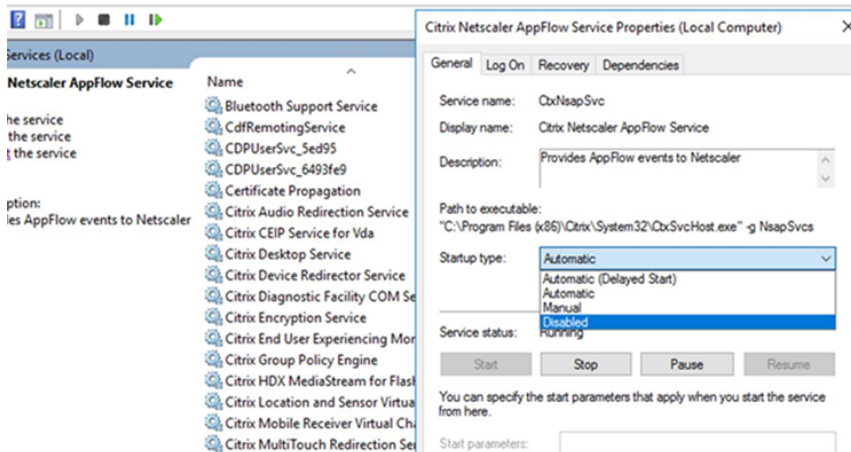 Services (Local)
Netscaler AppFlow Service
the service
the service
the service
ption:
des AppFlow events to Netscaler
Name
Bluetooth Support Service
CdfRemotingService
CDPUserSvc_5ed95
CDPUserSvc_6493fe9
Certificate Propagation
Citrix Audio Redirection Service
Citrix CEIP Service for Vda
Citrix Desktop Service
Citrix Device Redirector Service
Citrix Diagnostic Facility COM Se
Citrix Encryption Service
Citrix End User Experiencing Mor
Citrix Group Policy Engine
Citrix HDX MediaStream for Flash
Citrix Location and Sensor Virtua
Citrix Mobile Receiver Virtual Cha
Citrix MultiTouch Redirection Ser
Citrix Netscaler AppFlow Service Properties (Local Computer)
General Log On Recovery Dependencies
Service name: CtxNsapSvc
Display name: Citrix Netscaler AppFlow Service
Description: Provides AppFlow events to Netscaler
Path to executable:
"C:\Program Files (x86)\Citrix\System32\CtxSvcHost.exe" -g NsapSvcs
Startup type: Automatic
Automatic (Delayed Start)
Automatic
Manual
Disabled
Service status: Running
Start Stop Pause Resume
You can specify the start parameters that apply when you start the service
from here.
Start parameters: